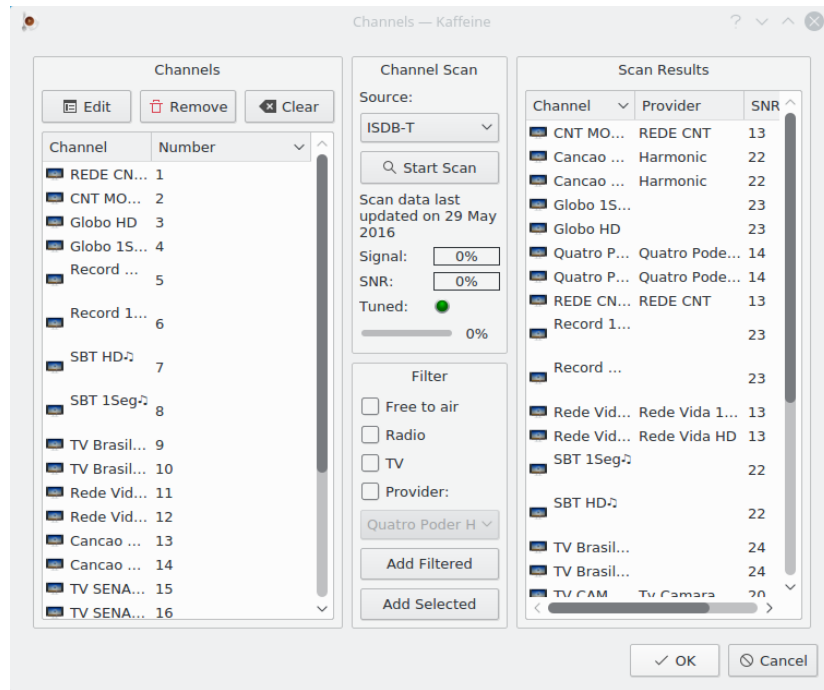 Channels — Kaffeine
Channels
Edit Remove Clear
Channel Number
REDE CN... 1
CNT MO... 2
Globo HD 3
Globo 1S... 4
Record ... 5
Record 1... 6
SBT HD♫ 7
SBT 1Seg♫ 8
TV Brasil... 9
TV Brasil... 10
Rede Vid... 11
Rede Vid... 12
Cancao ... 13
Cancao ... 14
TV SENA... 15
TV SENA... 16
Channel Scan
Source:
ISDB-T
Start Scan
Scan data last
updated on 29 May
2016
Signal: 0%
SNR: 0%
Tuned:
0%
Filter
Free to air
Radio
TV
Provider:
Quatro Poder H
Add Filtered
Add Selected
Scan Results
Channel Provider SNR
CNT MO... REDE CNT 13
Cancao ... Harmonic 22
Cancao ... Harmonic 22
Globo 1S... 23
Globo HD 23
Quatro P... Quatro Pode... 14
Quatro P... Quatro Pode... 14
REDE CN... REDE CNT 13
Record 1... 23
Record ... 23
Rede Vid... Rede Vida 1... 13
Rede Vid... Rede Vida HD 13
SBT 1Seg♫ 22
SBT HD♫ 22
TV Brasil... 24
TV Brasil... 24
TV CAM... Tv Camara 20
OK Cancel